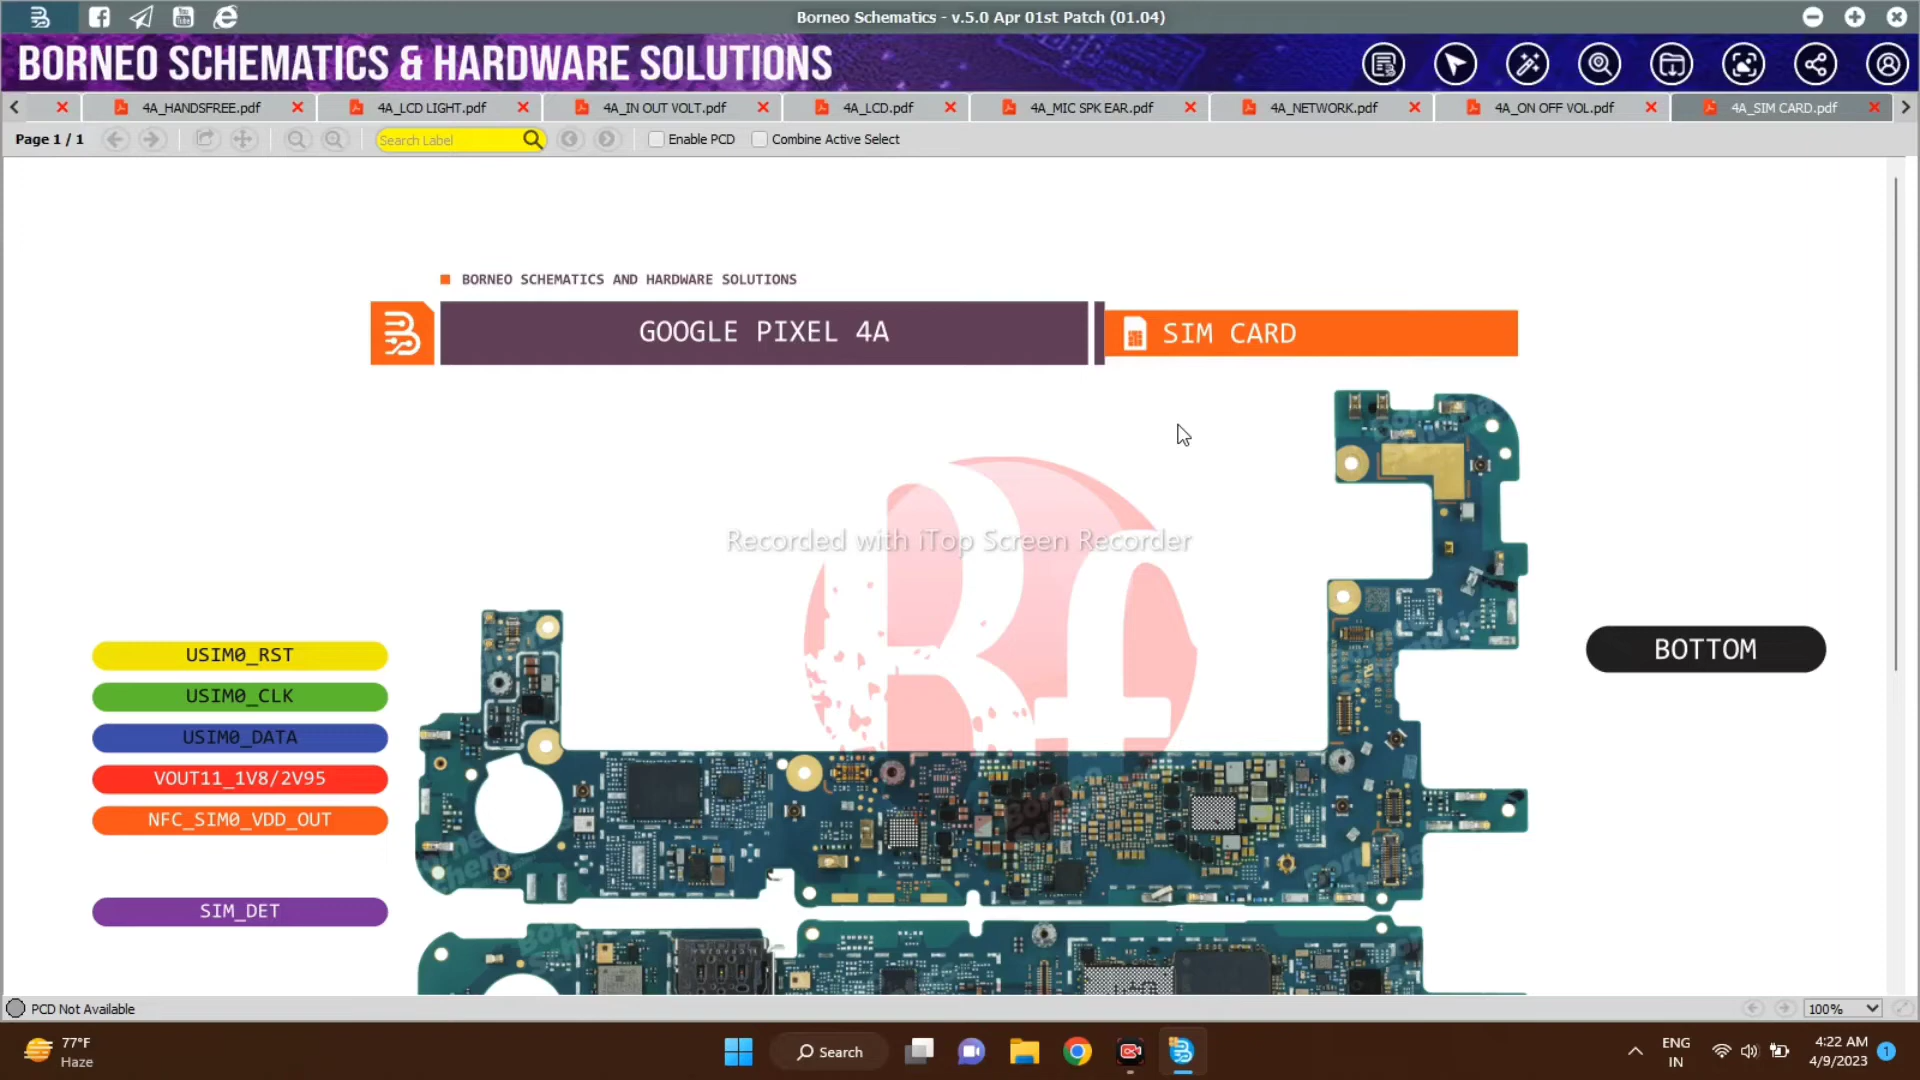 Borneo Schematics - v.5.0 Apr 01st Patch (01.04)
BORNEO SCHEMATICS & HARDWARE SOLUTIONS
4A_HANDSFREE.pdf
4A_LCD LIGHT.pdf
4A_IN OUT VOLT.pdf
4A_LCD.pdf
4A_MIC SPK EAR.pdf
4A_NETWORK.pdf
4A_ON OFF VOL.pdf
4A_SIM CARD.pdf
Page 1 / 1
Search Label
Enable PCD
Combine Active Select
BORNEO SCHEMATICS AND HARDWARE SOLUTIONS
GOOGLE PIXEL 4A
SIM CARD
Recorded with iTop Screen Recorder
USIM0_RST
USIM0_CLK
USIM0_DATA
VOUT11_1V8/2V95
NFC_SIM0_VDD_OUT
SIM_DET
BOTTOM
PCD Not Available
100%
77°F
Haze
Search
ENG
IN
4:22 AM
4/9/2023
1